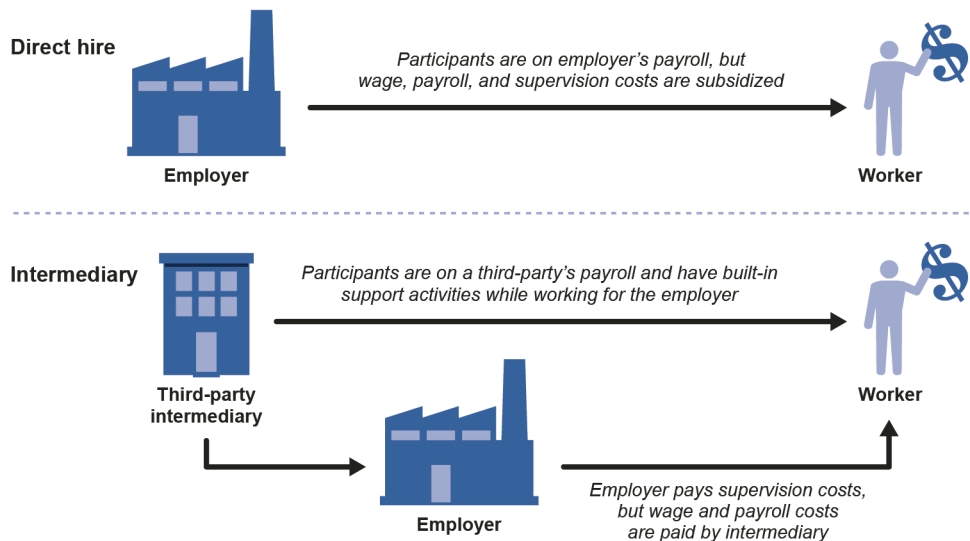 Direct hire
Participants are on employer's payroll, but
wage, payroll, and supervision costs are subsidized
$
Employer
Worker
Intermediary
Participants are on a third-party's payroll and have built-in
support activities while working for the employer
$
Third-party
intermediary
Worker
Employer
Employer pays supervision costs,
but wage and payroll costs
are paid by intermediary